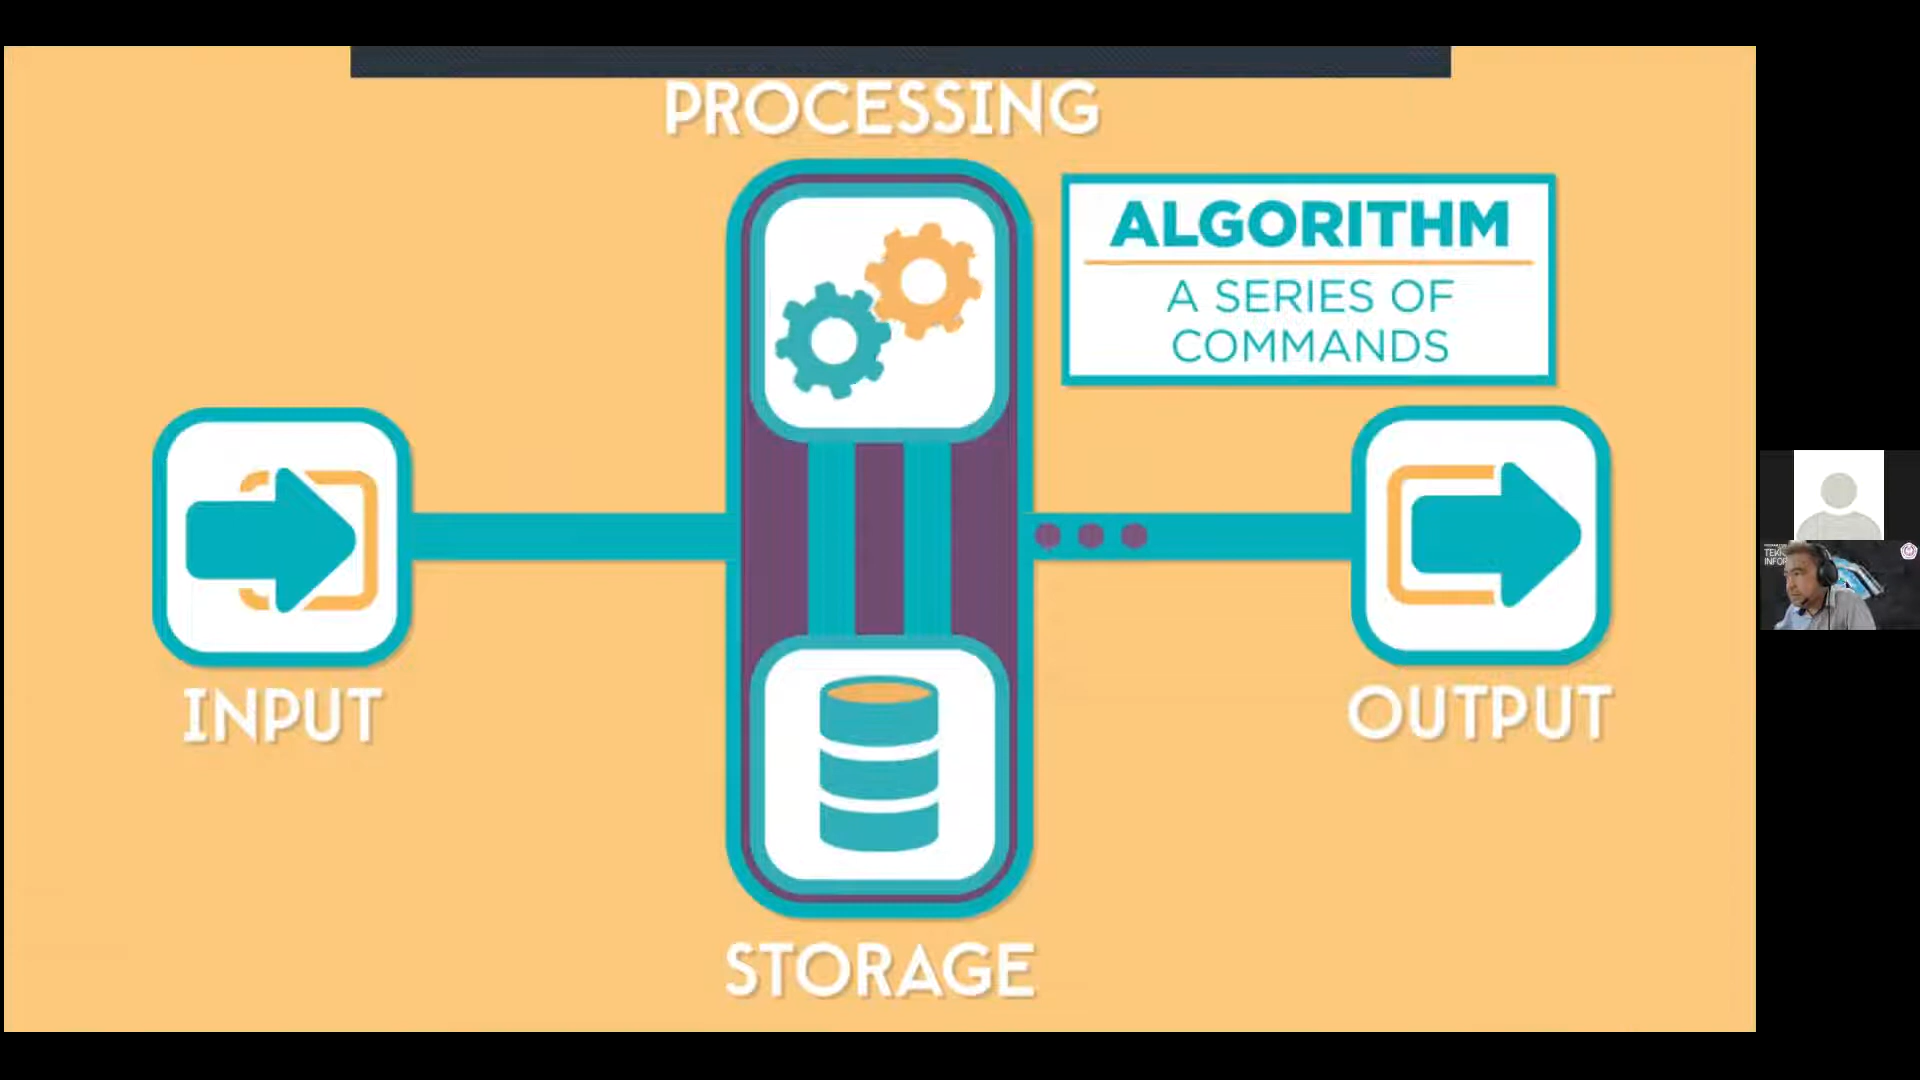 PROCESSING
ALGORITHM
A SERIES OF
COMMANDS
INPUT
OUTPUT
STORAGE